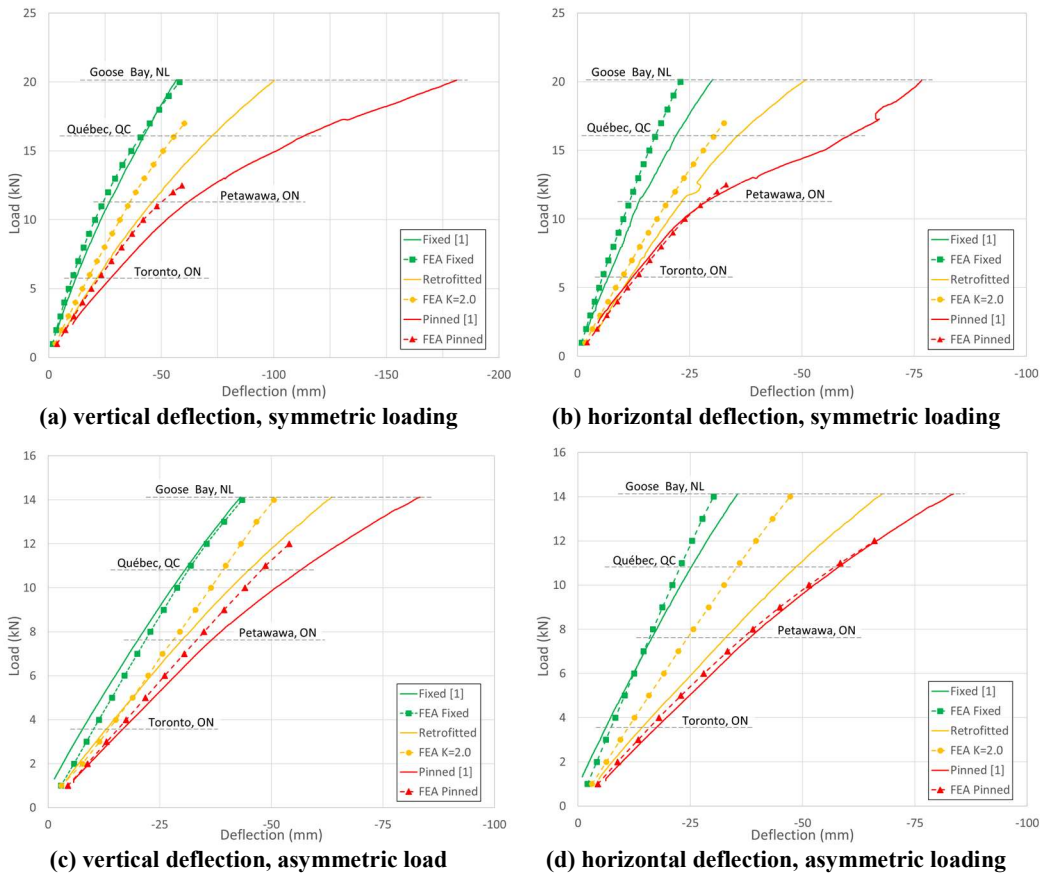 25
20
15
10
5
0
Load (kN)
Goose Bay, NL
Québec, QC
Petawawa, ON
Toronto, ON
Fixed [1]
FEA Fixed
Retrofitted
FEA K=2.0
Pinned [1]
FEA Pinned
0 -50 -100 -150 -200
Deflection (mm)
(a) vertical deflection, symmetric loading
25
20
15
10
5
0
Load (kN)
Goose Bay, NL
Québec, QC
Petawawa, ON
Toronto, ON
Fixed [1]
FEA Fixed
Retrofitted
FEA K=2.0
Pinned [1]
FEA Pinned
0 -25 -50 -75 -100
Deflection (mm)
(b) horizontal deflection, symmetric loading
16
14
12
10
8
6
4
2
0
Load (kN)
Goose Bay, NL
Québec, QC
Petawawa, ON
Toronto, ON
Fixed [1]
FEA Fixed
Retrofitted
FEA K=2.0
Pinned [1]
FEA Pinned
0 -25 -50 -75 -100
Deflection (mm)
(c) vertical deflection, asymmetric load
16
14
12
10
8
6
4
2
0
Load (kN)
Goose Bay, NL
Québec, QC
Petawawa, ON
Toronto, ON
Fixed [1]
FEA Fixed
Retrofitted
FEA K=2.0
Pinned [1]
FEA Pinned
0 -25 -50 -75 -100
Deflection (mm)
(d) horizontal deflection, asymmetric loading